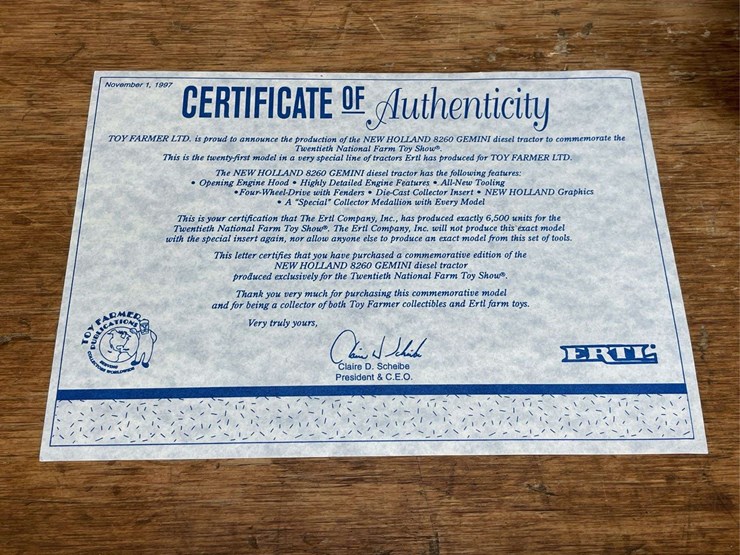 November 1, 1997
CERTIFICATE OF Authenticity
TOY FARMER LTD. is proud to announce the production of the NEW HOLLAND 8260 GEMINI diesel tractor to commemorate the
Twentieth National Farm Toy Show®.
This is the twenty-first model in a very special line of tractors Ertl has produced for TOY FARMER LTD.
The NEW HOLLAND 8260 GEMINI diesel tractor has the following features:
• Opening Engine Hood • Highly Detailed Engine Features • All-New Tooling
•Four-Wheel-Drive with Fenders • Die-Cast Collector Insert • NEW HOLLAND Graphics
• A "Special" Collector Medallion with Every Model
This is your certification that The Ertl Company, Inc., has produced exactly 6,500 units for the
Twentieth National Farm Toy Show®. The Ertl Company, Inc. will not produce this exact model
with the special insert again, nor allow anyone else to produce an exact model from this set of tools.
This letter certifies that you have purchased a commemorative edition of the
NEW HOLLAND 8260 GEMINI diesel tractor
produced exclusively for the Twentieth National Farm Toy Show®.
Thank you very much for purchasing this commemorative model
and for being a collector of both Toy Farmer collectibles and Ertl farm toys.
Very truly yours,
TOY FARMER
PUBLICATIONS
SERVING
COLLECTORS WORLDWIDE
Claire D. Scheibe
Claire D. Scheibe
President & C.E.O.
ERTL